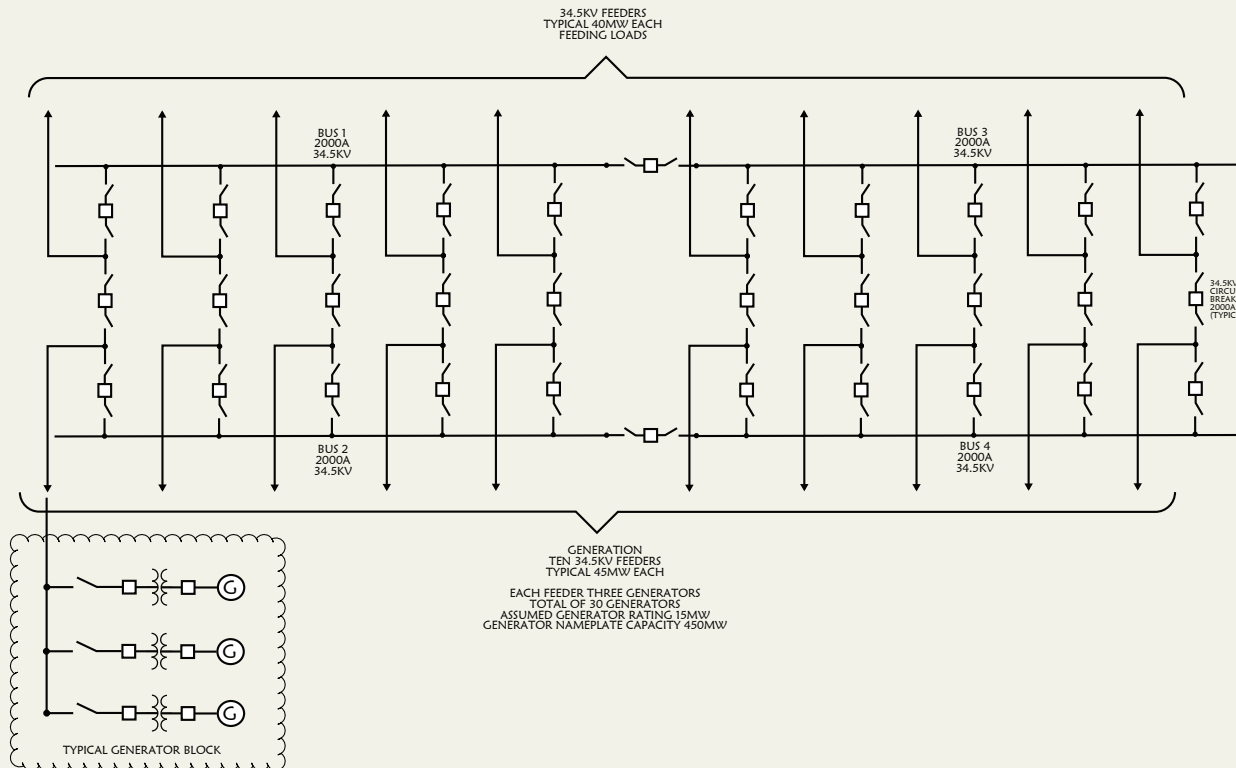 34.5KV FEEDERS
TYPICAL 40MW EACH
FEEDING LOADS
BUS 1
2000A
34.5KV
BUS 3
2000A
34.5KV
34.5KV
CIRCU
BREAK
2000A
(TYPIC
BUS 2
2000A
34.5KV
BUS 4
2000A
34.5KV
GENERATION
TEN 34.5KV FEEDERS
TYPICAL 45MW EACH
EACH FEEDER THREE GENERATORS
TOTAL OF 30 GENERATORS
ASSUMED GENERATOR RATING 15MW
GENERATOR NAMEPLATE CAPACITY 450MW
G
G
G
TYPICAL GENERATOR BLOCK